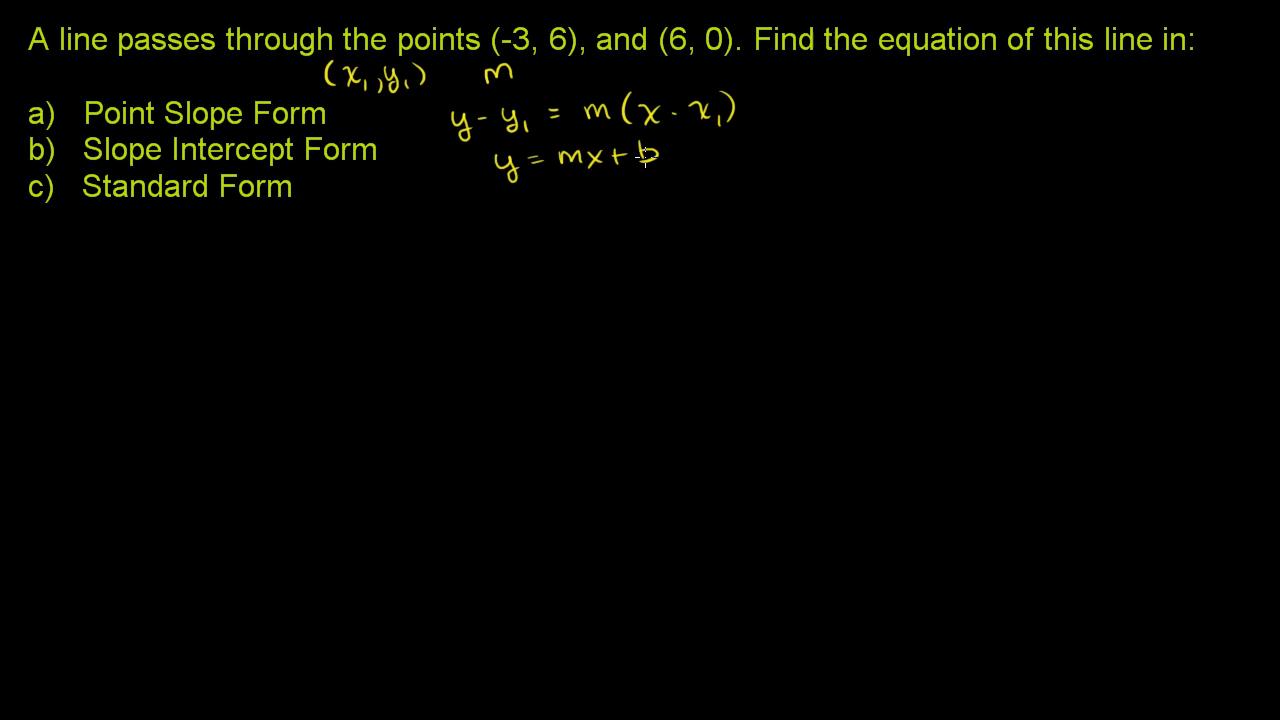 A line passes through the points (-3, 6), and (6, 0). Find the equation of this line in:
(x₁, y₁) m
a) Point Slope Form y - y₁ = m(x - x₁)
b) Slope Intercept Form y = mx + b
c) Standard Form